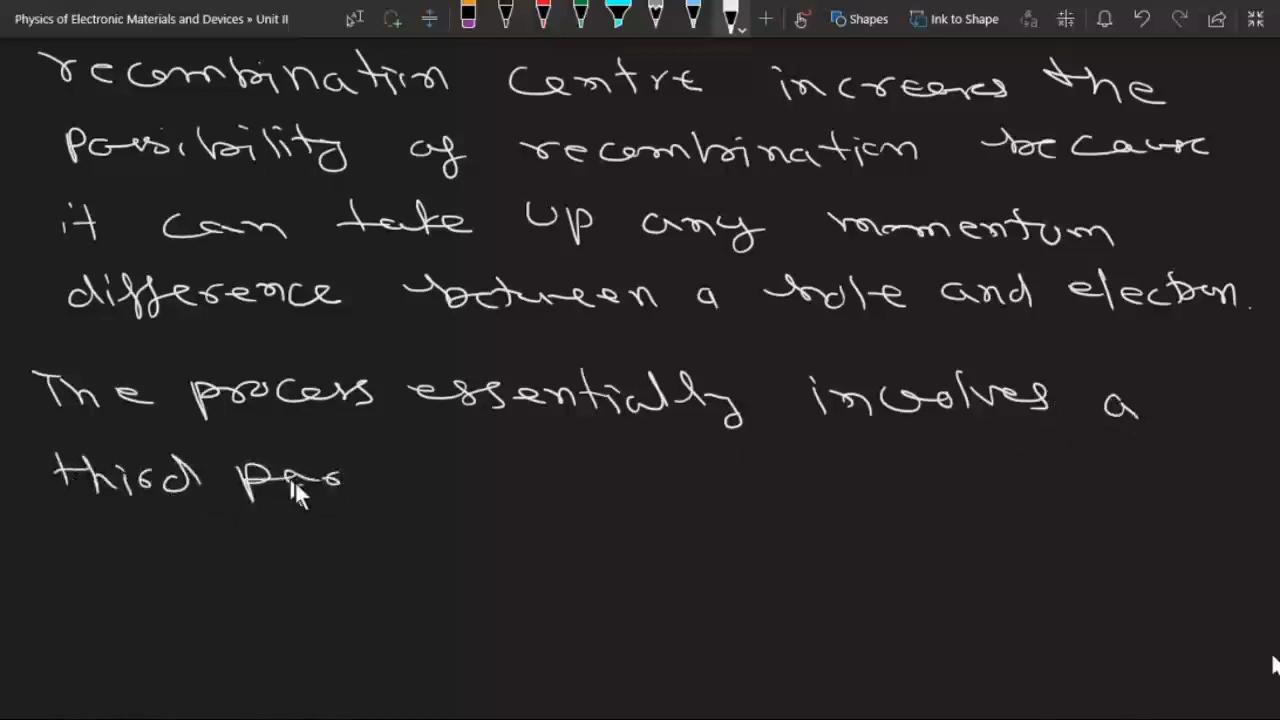 Physics of Electronic Materials and Devices » Unit II
Shapes
Ink to Shape
recombination centre increases the
possibility of recombination because
it can take up any momentum
difference between a hole and electron.
The process essentially involves a
third par